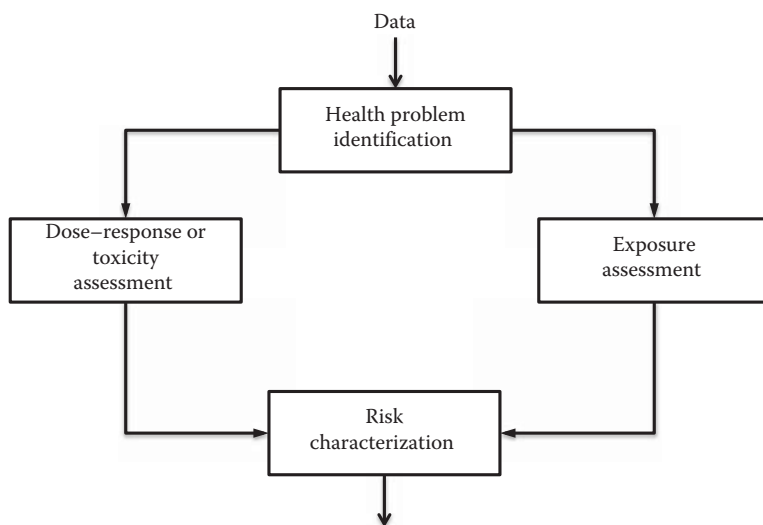 Data
Health problem
identification
Dose–response or
toxicity
assessment
Exposure
assessment
Risk
characterization